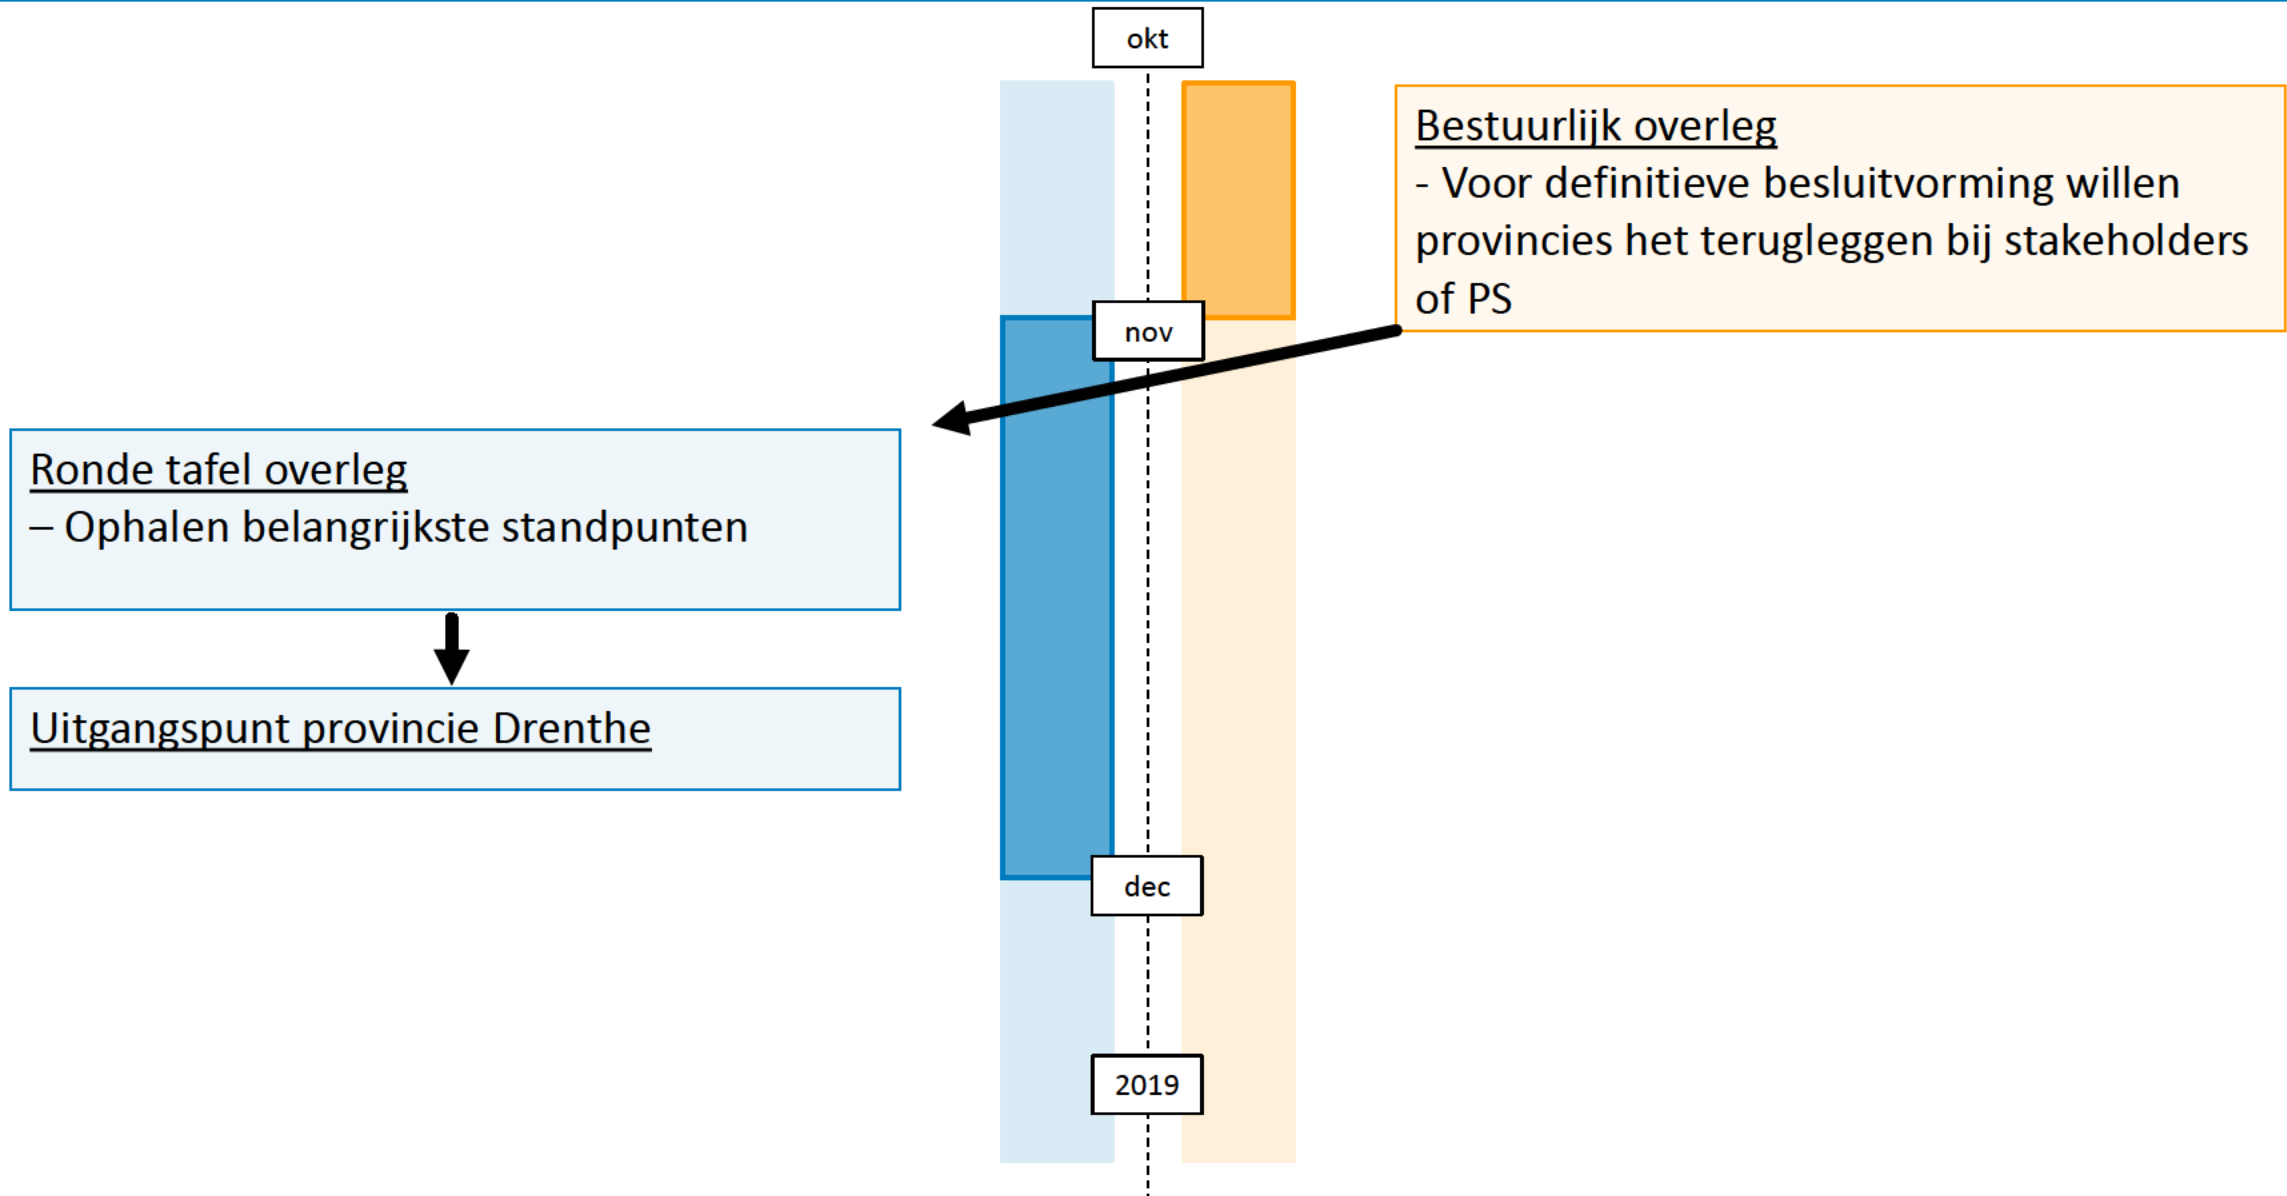 okt
Bestuurlijk overleg
- Voor definitieve besluitvorming willen
provincies het terugleggen bij stakeholders
of PS
nov
Ronde tafel overleg
– Ophalen belangrijkste standpunten
Uitgangspunt provincie Drenthe
dec
2019